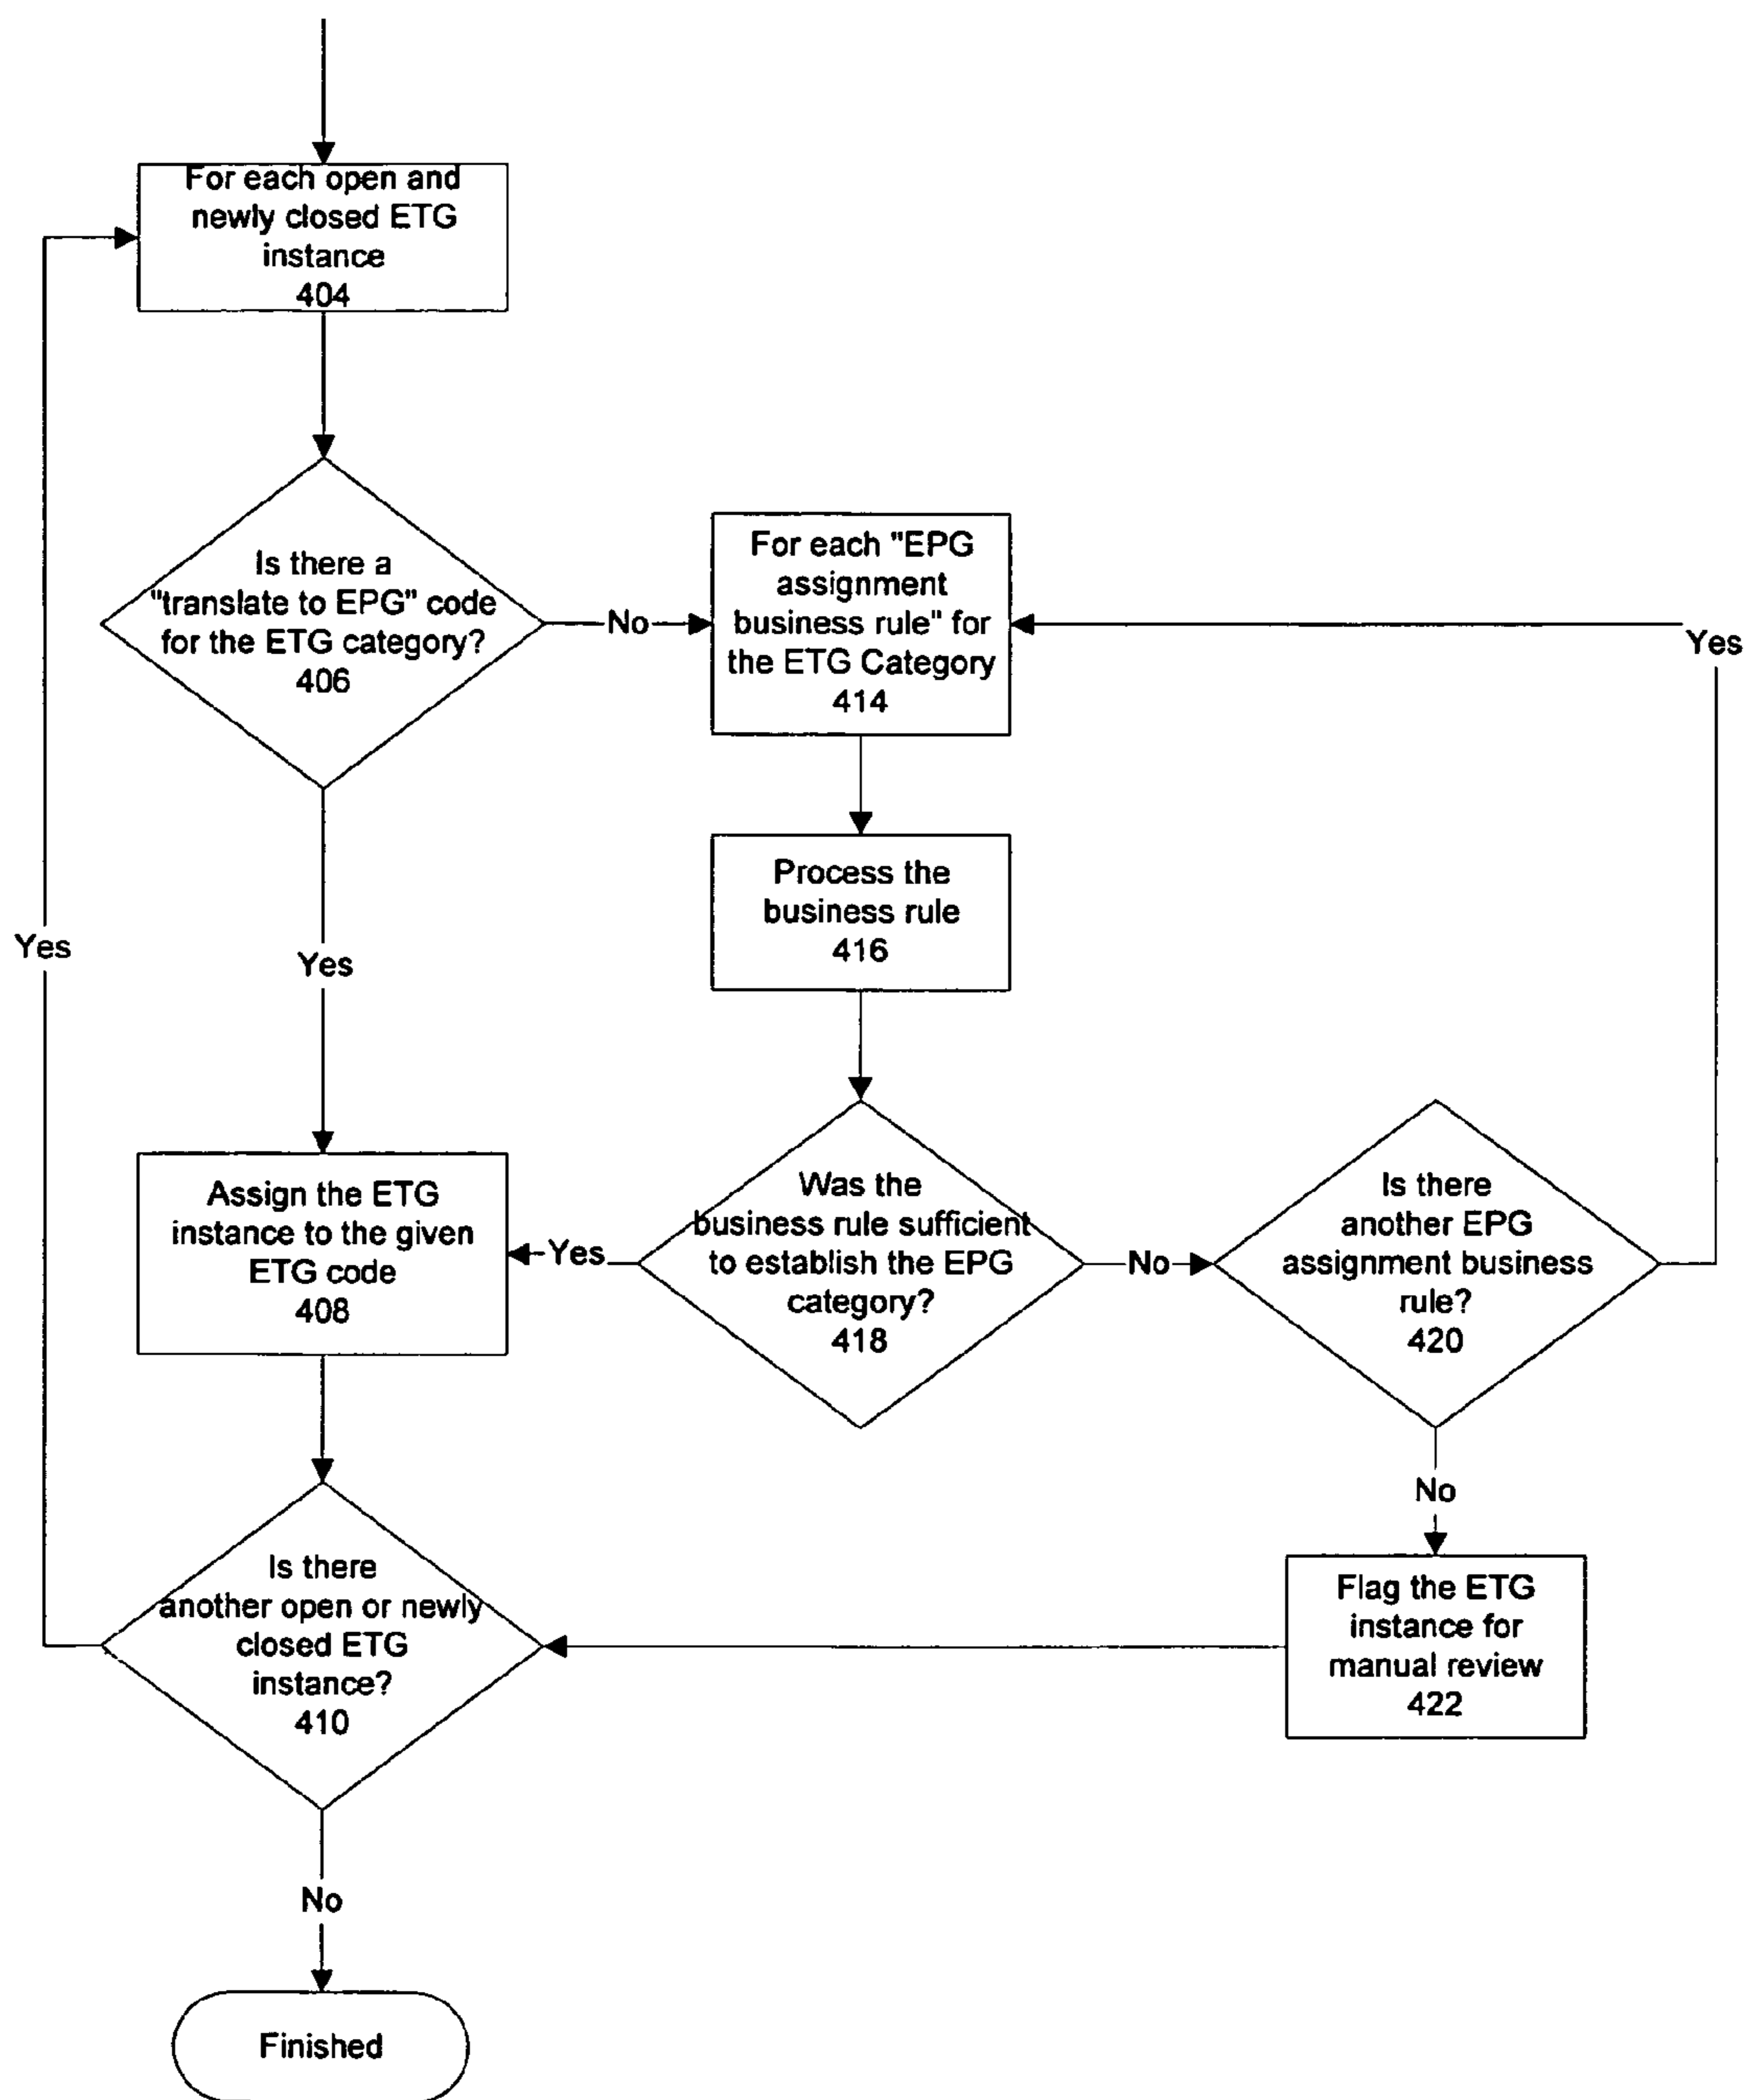 For each open and
newly closed ETG
instance
404
Is there a
"translate to EPG" code
for the ETG category?
406
No
For each "EPG
assignment
business rule" for
the ETG Category
414
Yes
Process the
business rule
416
Yes
Yes
Assign the ETG
instance to the given
ETG code
408
Yes
Was the
business rule sufficient
to establish the EPG
category?
418
No
Is there
another EPG
assignment business
rule?
420
No
Is there
another open or newly
closed ETG
instance?
410
Flag the ETG
instance for
manual review
422
No
Finished